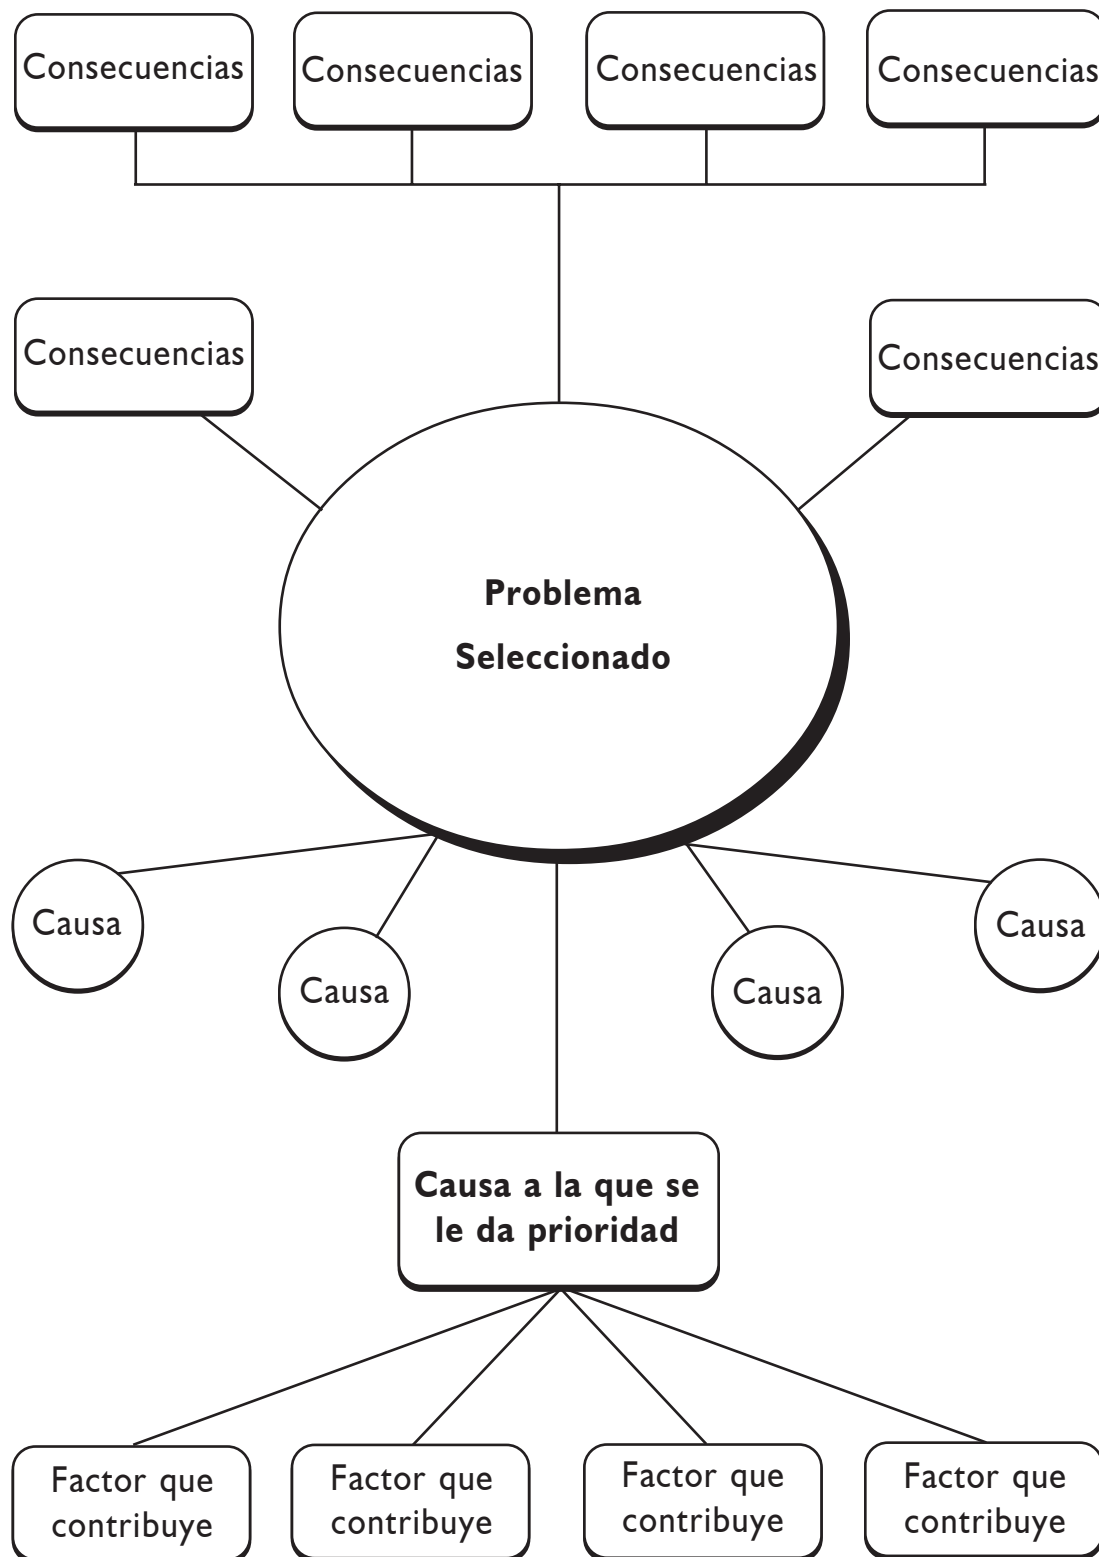 Consecuencias
Consecuencias
Consecuencias
Consecuencias
Consecuencias
Consecuencias
Problema
Seleccionado
Causa
Causa
Causa
Causa
Causa a la que se
le da prioridad
Factor que
contribuye
Factor que
contribuye
Factor que
contribuye
Factor que
contribuye